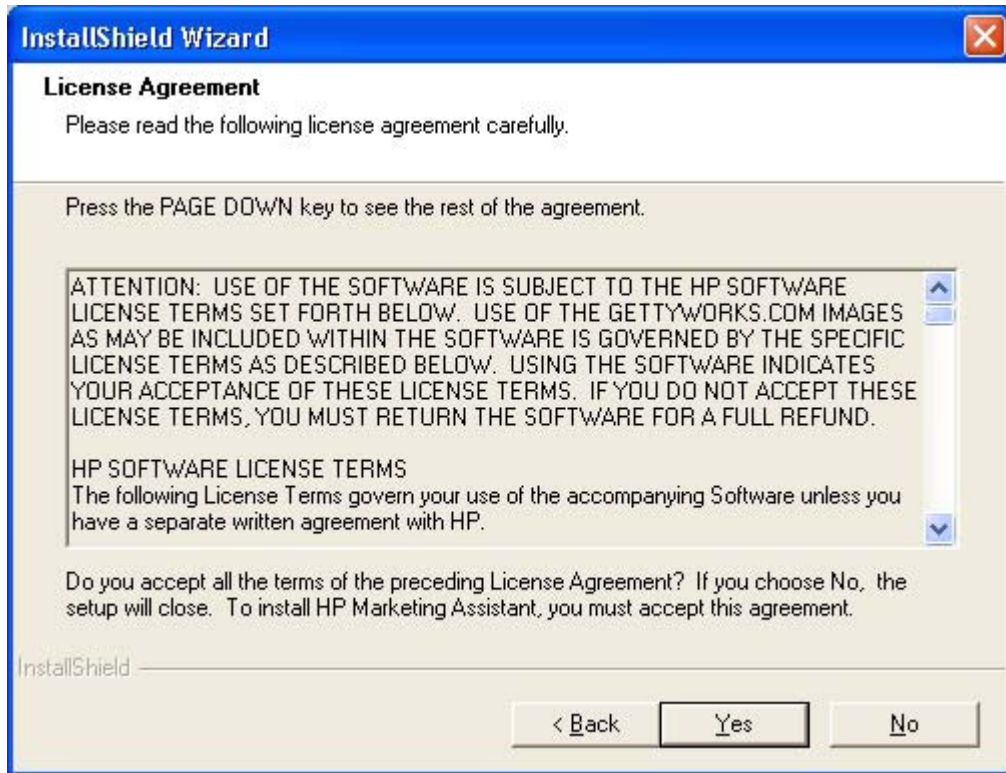 InstallShield Wizard
License Agreement
Please read the following license agreement carefully.
Press the PAGE DOWN key to see the rest of the agreement.
ATTENTION:  USE OF THE SOFTWARE IS SUBJECT TO THE HP SOFTWARE
LICENSE TERMS SET FORTH BELOW.  USE OF THE GETTYWORKS.COM IMAGES
AS MAY BE INCLUDED WITHIN THE SOFTWARE IS GOVERNED BY THE SPECIFIC
LICENSE TERMS AS DESCRIBED BELOW.  USING THE SOFTWARE INDICATES
YOUR ACCEPTANCE OF THESE LICENSE TERMS.  IF YOU DO NOT ACCEPT THESE
LICENSE TERMS, YOU MUST RETURN THE SOFTWARE FOR A FULL REFUND.
HP SOFTWARE LICENSE TERMS
The following License Terms govern your use of the accompanying Software unless you
have a separate written agreement with HP.
Do you accept all the terms of the preceding License Agreement?  If you choose No,  the
setup will close.  To install HP Marketing Assistant, you must accept this agreement.
InstallShield
< Back
Yes
No